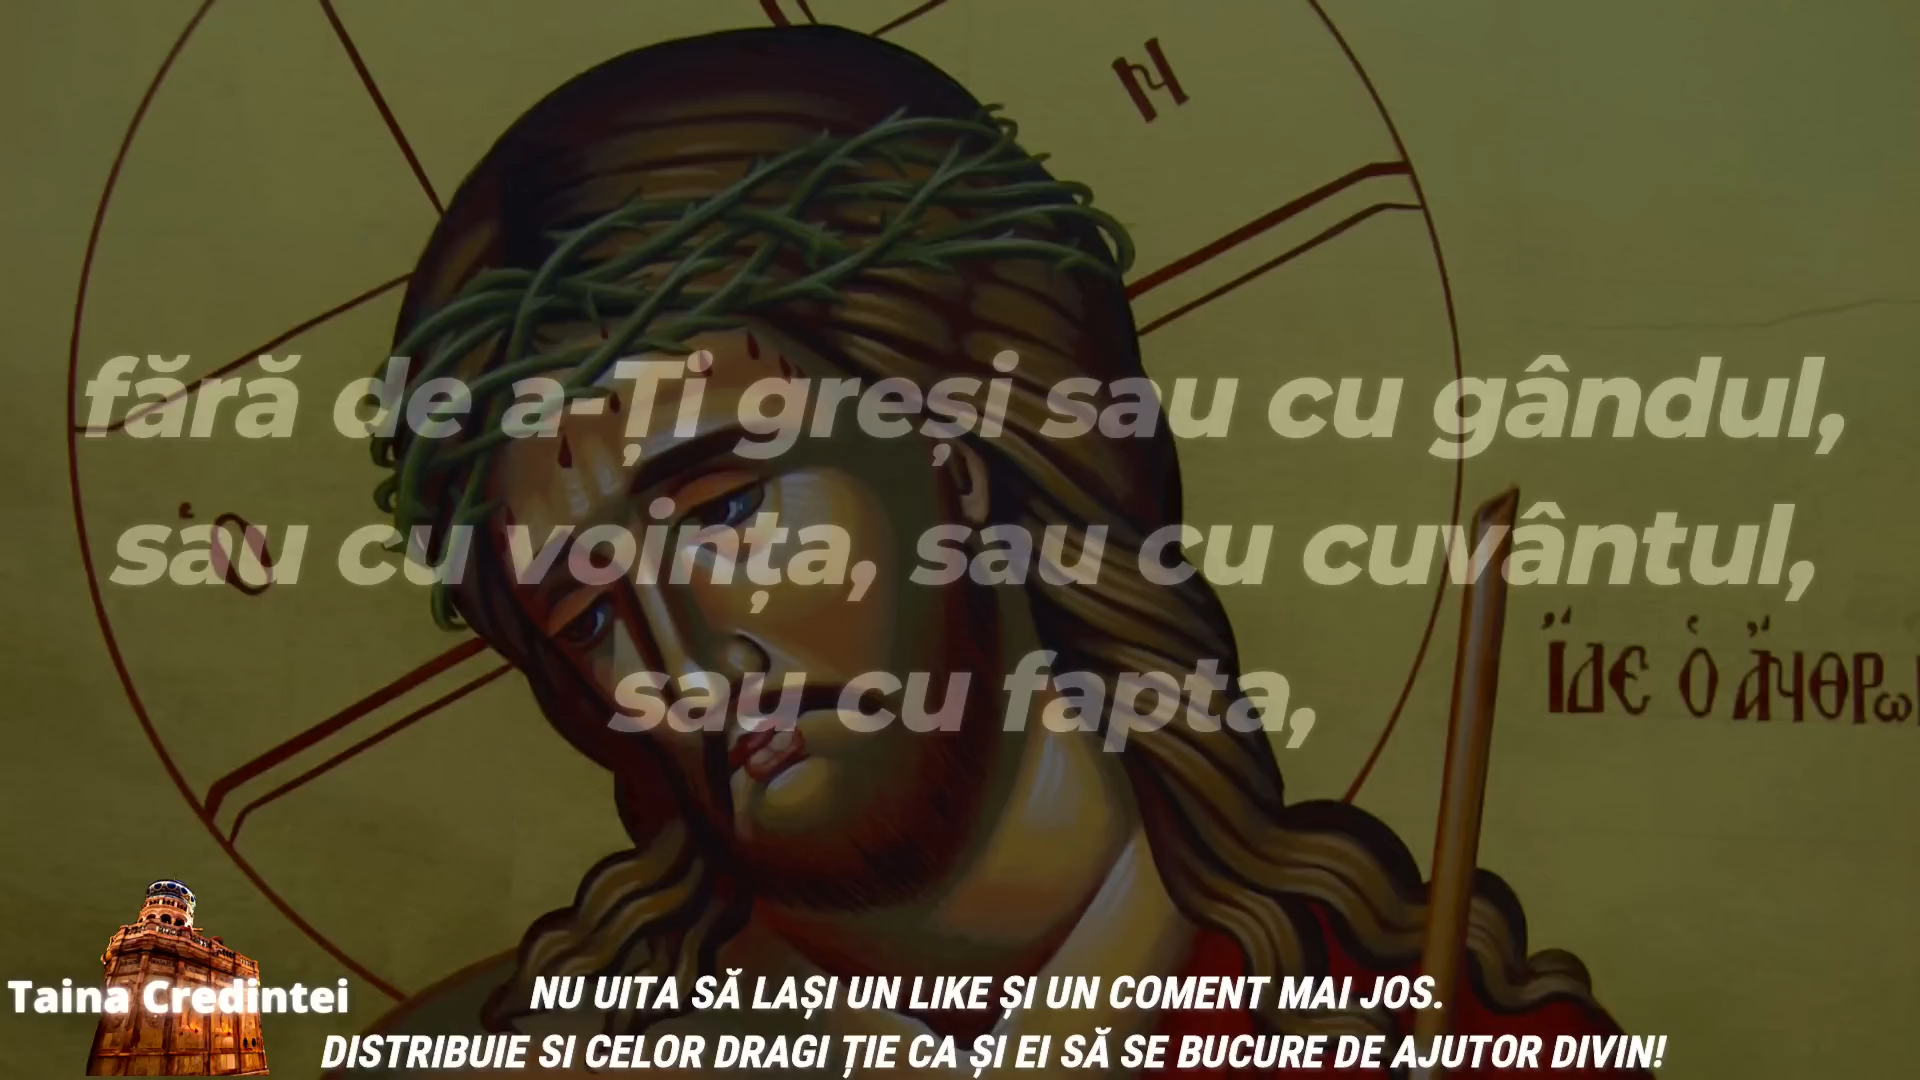 Ν
fără de a-Ți greși sau cu gândul,
Ὁ
sau cu voința, sau cu cuvântul,
ἼΔΕ Ὁ ἌΝΘΡω
sau cu fapta,
Taina Credintei
NU UITA SĂ LAȘI UN LIKE ȘI UN COMENT MAI JOS.
DISTRIBUIE SI CELOR DRAGI ȚIE CA ȘI EI SĂ SE BUCURE DE AJUTOR DIVIN!